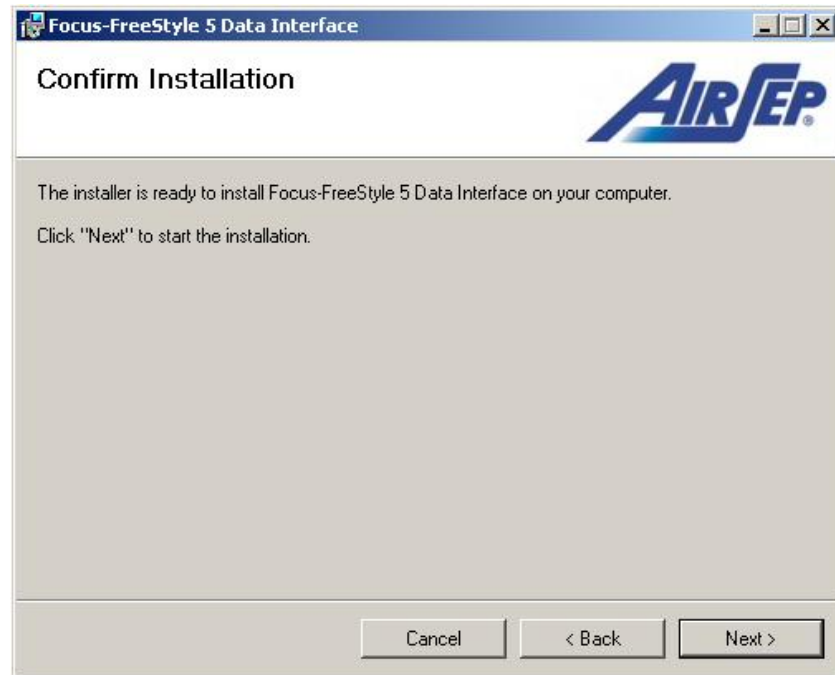 Focus-FreeStyle 5 Data Interface
Confirm Installation
AIRSEP®
The installer is ready to install Focus-FreeStyle 5 Data Interface on your computer.
Click "Next" to start the installation.
Cancel
< Back
Next >